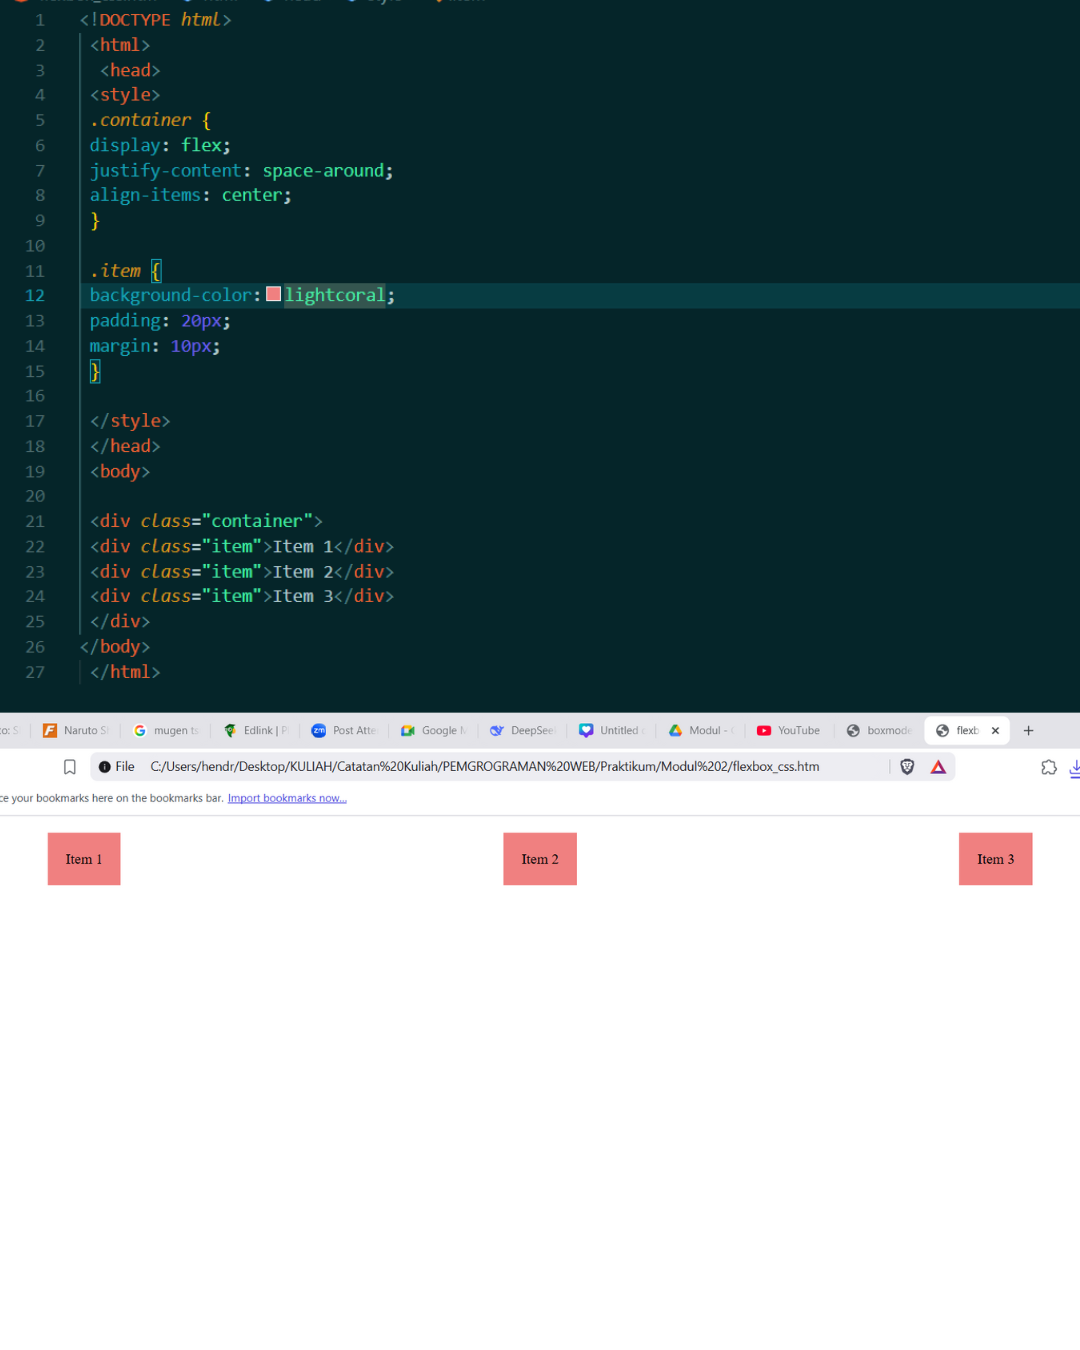 1 <!DOCTYPE html>
2 <html>
3 <head>
4 <style>
5 .container {
6 display: flex;
7 justify-content: space-around;
8 align-items: center;
9 }
10
11 .item {
12 background-color: lightcoral;
13 padding: 20px;
14 margin: 10px;
15 }
16
17 </style>
18 </head>
19 <body>
20
21 <div class="container">
22 <div class="item">Item 1</div>
23 <div class="item">Item 2</div>
24 <div class="item">Item 3</div>
25 </div>
26 </body>
27 </html>
to: S Naruto S mugen ts Edlink | P Post Atte Google M DeepSee Untitled Modul - YouTube boxmode flexb
File C:/Users/hendr/Desktop/KULIAH/Catatan%20Kuliah/PEMGROGRAMAN%20WEB/Praktikum/Modul%202/flexbox_css.htm
ce your bookmarks here on the bookmarks bar. Import bookmarks now...
Item 1 Item 2 Item 3